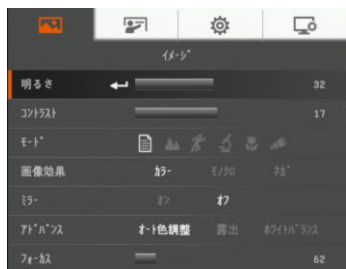 イメージ
明るさ 32
コントラスト 17
モード
画像効果 カラー モノクロ ネガ
ミラー オン オフ
アドバンス オート色調整 露出 ホワイトバランス
フォーカス 62